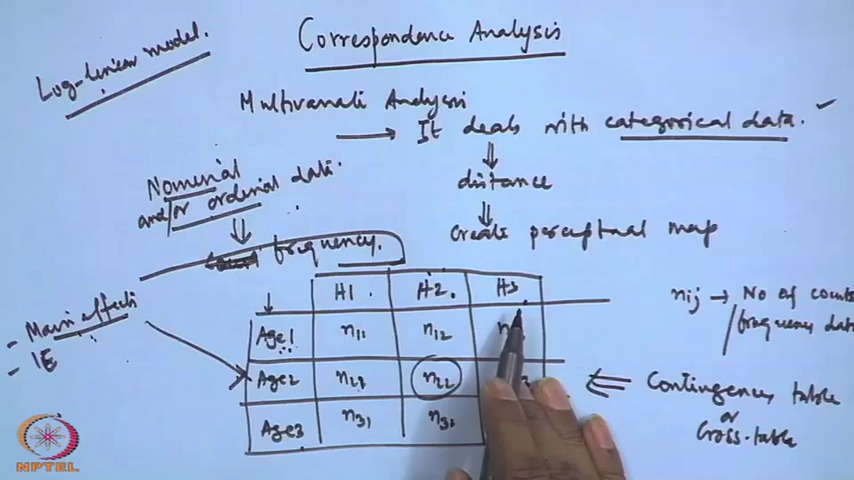 Correspondence Analysis
Log-linear model.
Multivariate Analysis
→ It deals with categorical data. ✓
Nominal
and/or ordinal data.
distance
create perceptual map
frequency.
H1 H2 H3
Age1 n11 n12
Age2 n22
Age3 n31
- Main effects
- IE
nij → No of counts
/frequency data
Contingency table
or
Cross-table
NPTEL